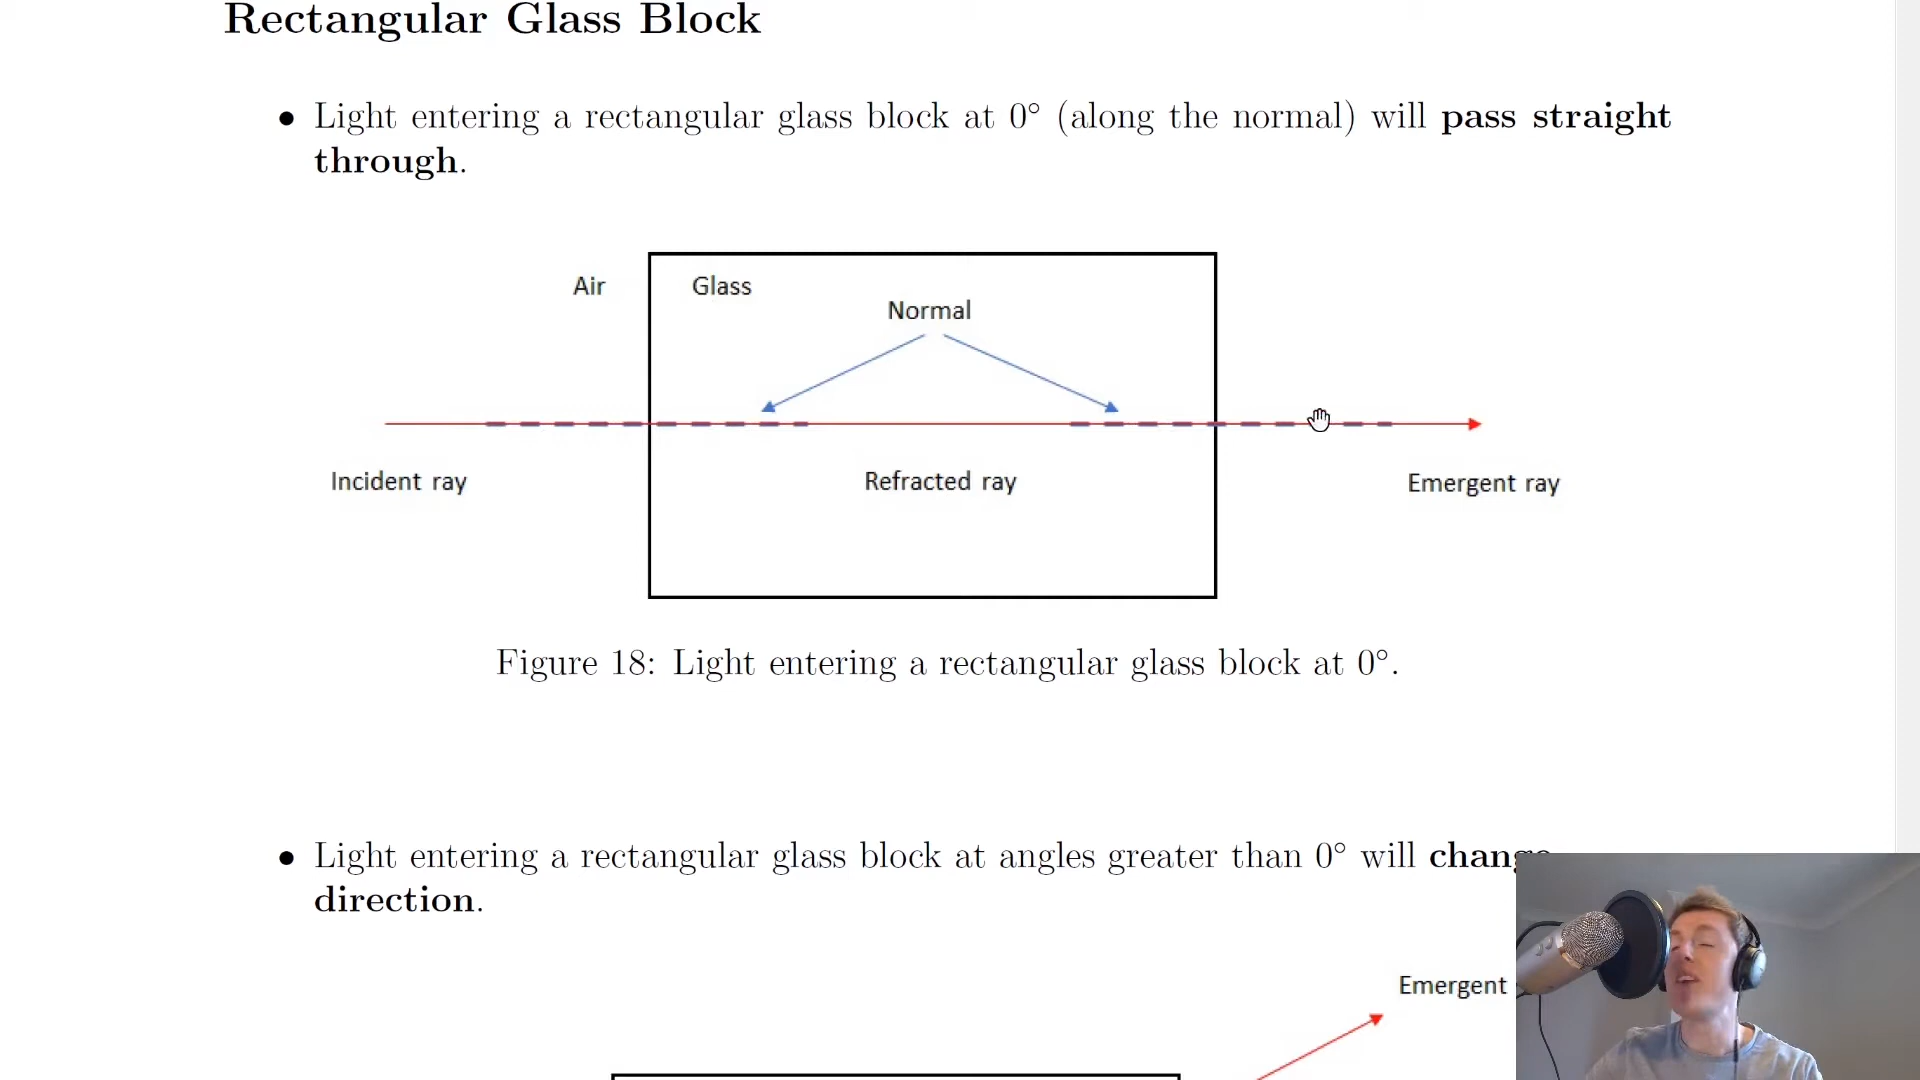 Rectangular Glass Block
• Light entering a rectangular glass block at 0° (along the normal) will pass straight
through.
Air
Glass
Normal
Incident ray
Refracted ray
Emergent ray
Figure 18: Light entering a rectangular glass block at 0°.
• Light entering a rectangular glass block at angles greater than 0° will change
direction.
Emergent